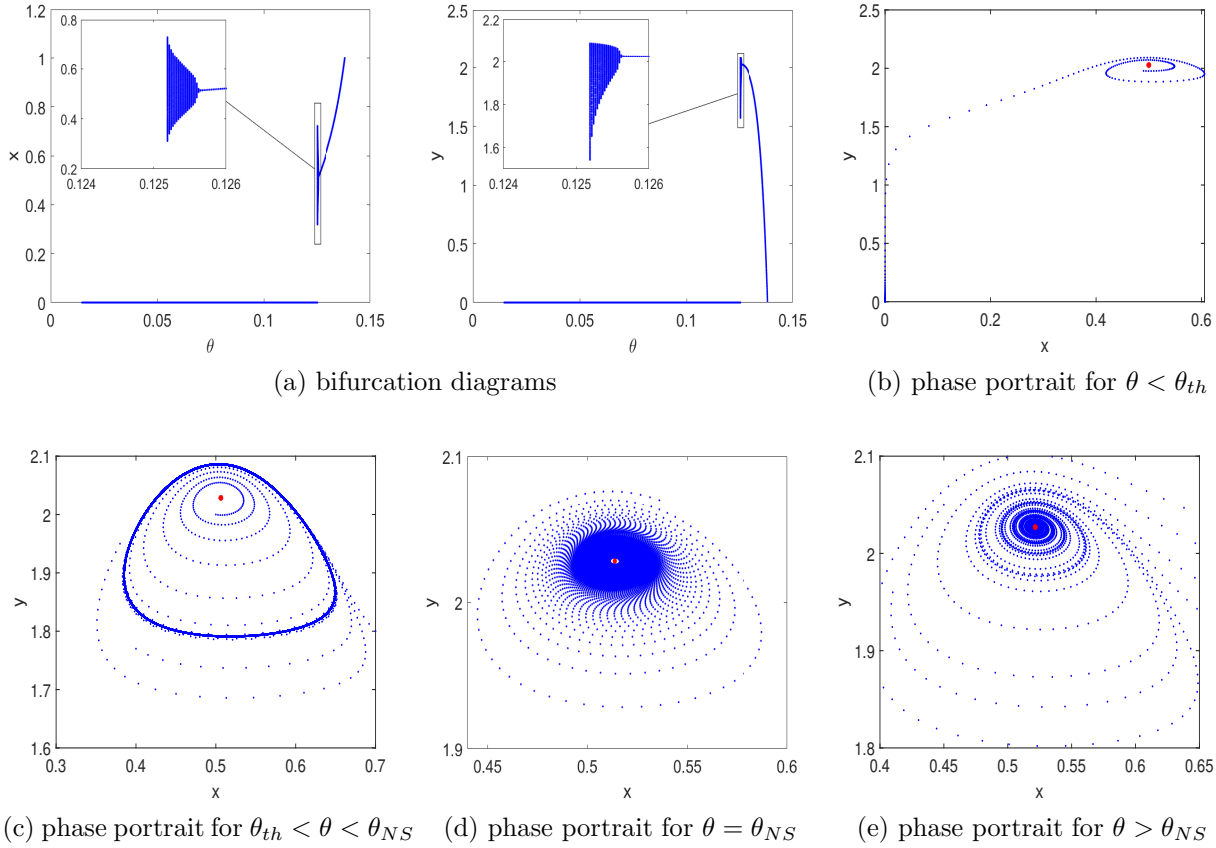 1.2
1
0.8
0.6
0.4
0.2
0
x
0 0.05 0.1 0.15
θ
0.8
0.6
0.4
0.2
0.124 0.125 0.126
2.5
2
1.5
1
0.5
0
y
0 0.05 0.1 0.15
θ
2.2
2
1.8
1.6
0.124 0.125 0.126
(a) bifurcation diagrams
2.5
2
1.5
1
0.5
0
y
0 0.2 0.4 0.6
x
(b) phase portrait for θ < θ_th
2.1
2
1.9
1.8
1.7
1.6
y
0.3 0.4 0.5 0.6 0.7
x
(c) phase portrait for θ_th < θ < θ_NS
2.1
2
1.9
y
0.45 0.5 0.55 0.6
x
(d) phase portrait for θ = θ_NS
2.1
2
1.9
1.8
y
0.4 0.45 0.5 0.55 0.6 0.65
x
(e) phase portrait for θ > θ_NS